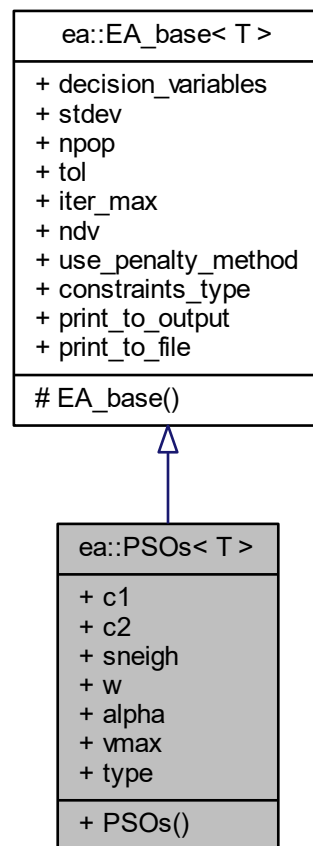 ea::EA_base< T >
+ decision_variables
+ stdev
+ npop
+ tol
+ iter_max
+ ndv
+ use_penalty_method
+ constraints_type
+ print_to_output
+ print_to_file
# EA_base()
ea::PSOs< T >
+ c1
+ c2
+ sneigh
+ w
+ alpha
+ vmax
+ type
+ PSOs()